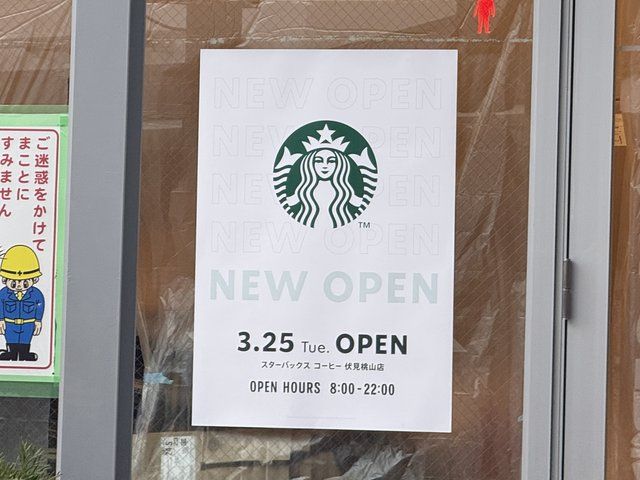 NEW OPEN
NEW OPEN
NEW OPEN
NEW OPEN
TM
NEW OPEN
3.25 Tue. OPEN
スターバックス コーヒー 伏見桃山店
OPEN HOURS 8:00-22:00
ご迷惑をかけて
まことに
すみません